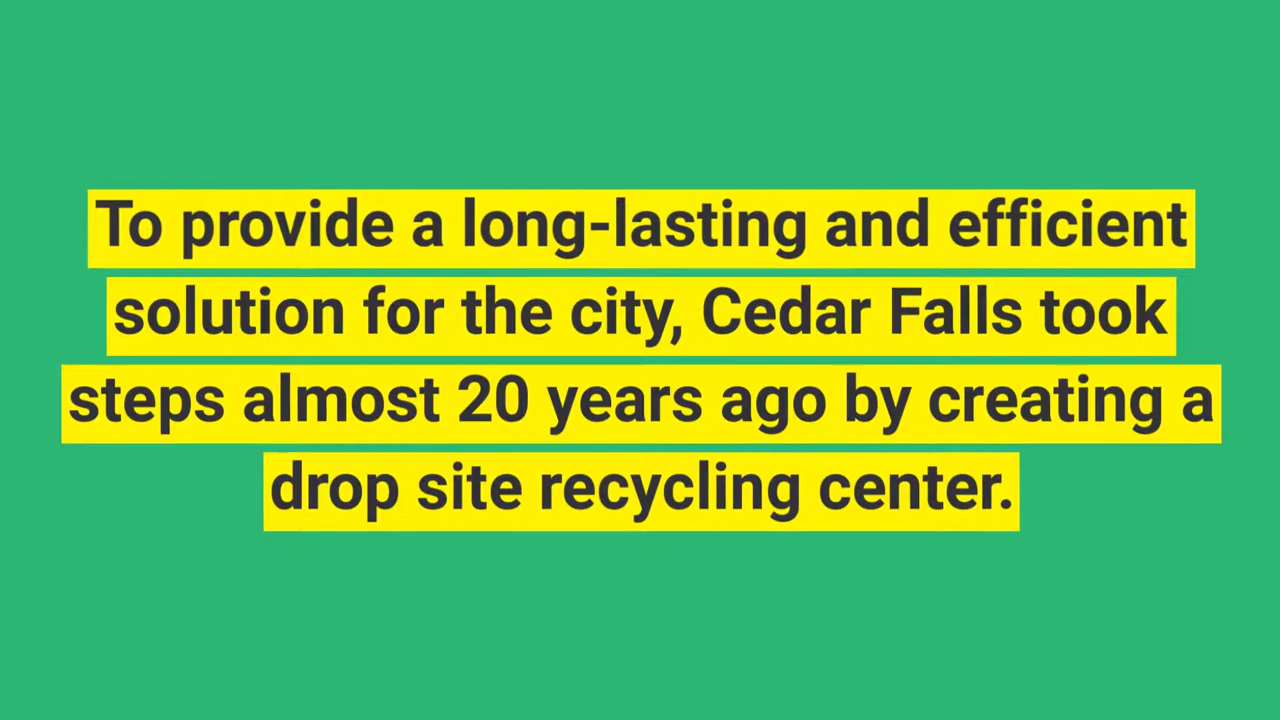 To provide a long-lasting and efficient
solution for the city, Cedar Falls took
steps almost 20 years ago by creating a
drop site recycling center.